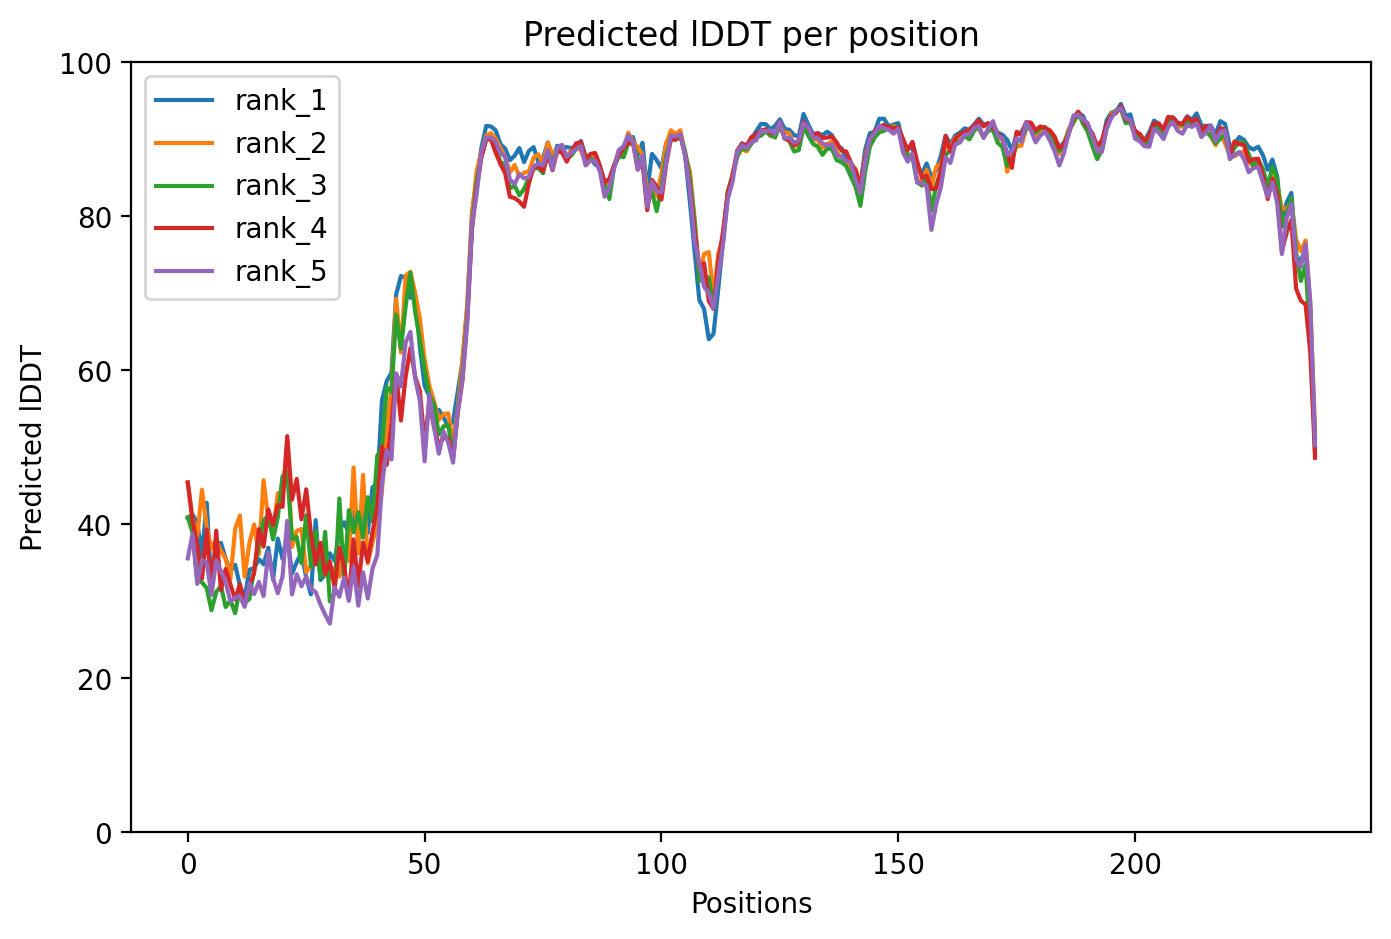 Predicted lDDT per position
100
80
60
40
20
0
Predicted lDDT
rank_1
rank_2
rank_3
rank_4
rank_5
0 50 100 150 200
Positions